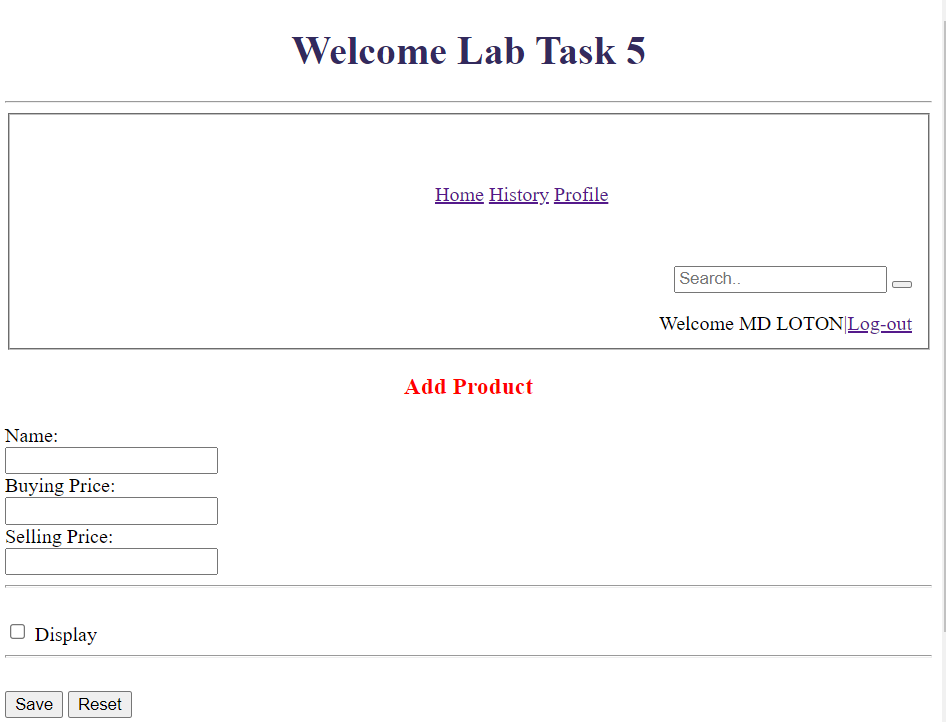 Welcome Lab Task 5
Home History Profile
Search..
Welcome MD LOTON|Log-out
Add Product
Name:
Buying Price:
Selling Price:
Display
Save Reset